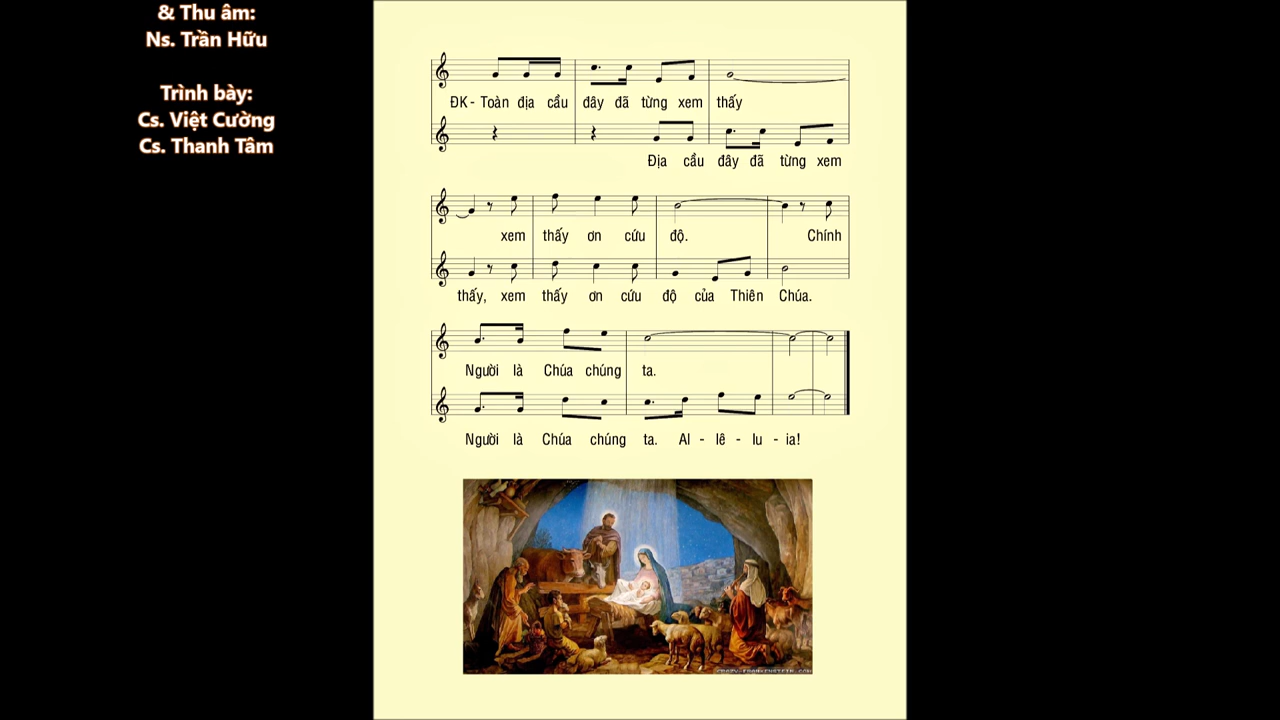 & Thu âm:
Ns. Trần Hữu
Trình bày:
Cs. Việt Cường
Cs. Thanh Tâm
ĐK - Toàn địa cầu đây đã từng xem thấy
Địa cầu đây đã từng xem
xem thấy ơn cứu độ. Chính
thấy, xem thấy ơn cứu độ của Thiên Chúa.
Người là Chúa chúng ta.
Người là Chúa chúng ta. Al - lê - lu - ia!